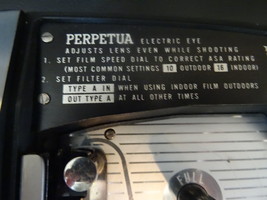 PERPETUA ELECTRIC EYE
ADJUSTS LENS EVEN WHILE SHOOTING
1. SET FILM SPEED DIAL TO CORRECT ASA RATING
(MOST COMMON SETTINGS 10 OUTDOOR 16 INDOOR)
2. SET FILTER DIAL
TYPE A IN WHEN USING INDOOR FILM OUTDOORS
OUT TYPE A AT ALL OTHER TIMES
PULL